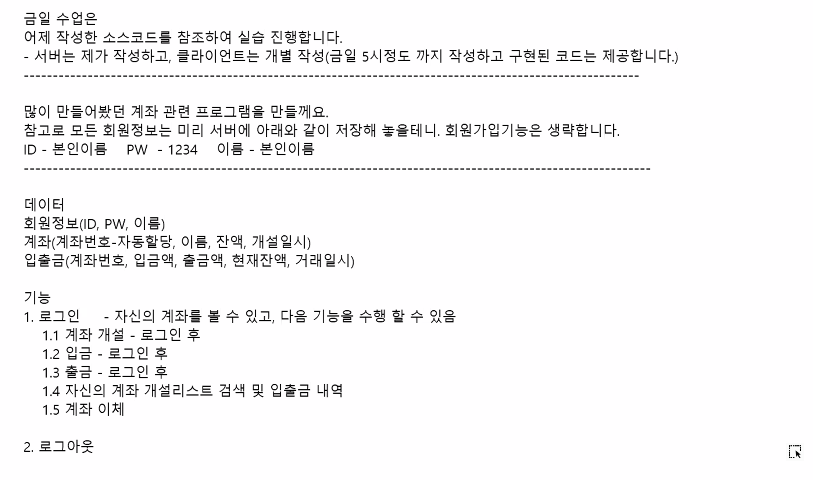 금일 수업은
어제 작성한 소스코드를 참조하여 실습 진행합니다.
- 서버는 제가 작성하고, 클라이언트는 개별 작성(금일 5시정도 까지 작성하고 구현된 코드는 제공합니다.)
----------------------------------------------------------------------------------------------------------
많이 만들어봤던 계좌 관련 프로그램을 만들께요.
참고로 모든 회원정보는 미리 서버에 아래와 같이 저장해 놓을테니. 회원가입기능은 생략합니다.
ID - 본인이름 PW - 1234 이름 - 본인이름
------------------------------------------------------------------------------------------------------------
데이터
회원정보(ID, PW, 이름)
계좌(계좌번호-자동할당, 이름, 잔액, 개설일시)
입출금(계좌번호, 입금액, 출금액, 현재잔액, 거래일시)
기능
1. 로그인 - 자신의 계좌를 볼 수 있고, 다음 기능을 수행 할 수 있음
1.1 계좌 개설 - 로그인 후
1.2 입금 - 로그인 후
1.3 출금 - 로그인 후
1.4 자신의 계좌 개설리스트 검색 및 입출금 내역
1.5 계좌 이체
2. 로그아웃